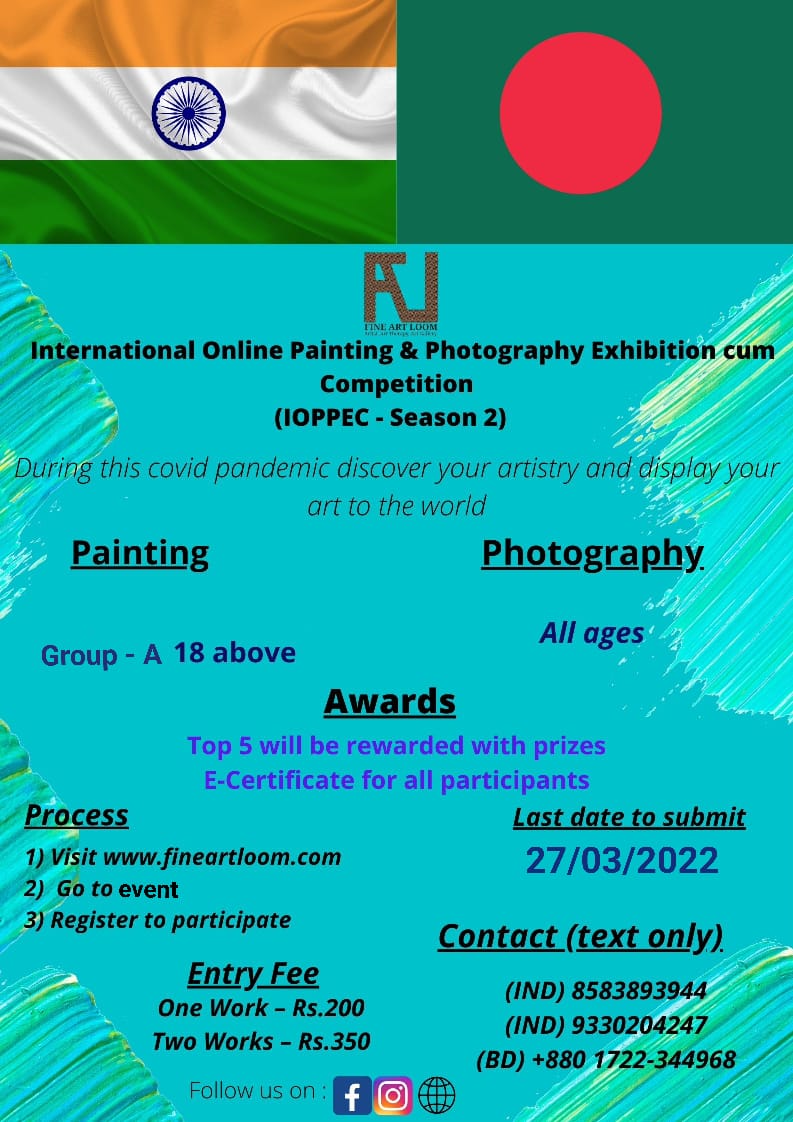 FINE ART LOOM
International Online Painting & Photography Exhibition cum
Competition
(IOPPEC - Season 2)
During this covid pandemic discover your artistry and display your
art to the world
Painting
Photography
Group - A 18 above
All ages
Awards
Top 5 will be rewarded with prizes
E-Certificate for all participants
Process
1) Visit www.fineartloom.com
2) Go to event
3) Register to participate
Last date to submit
27/03/2022
Entry Fee
One Work – Rs.200
Two Works – Rs.350
Contact (text only)
(IND) 8583893944
(IND) 9330204247
(BD) +880 1722-344968
Follow us on :